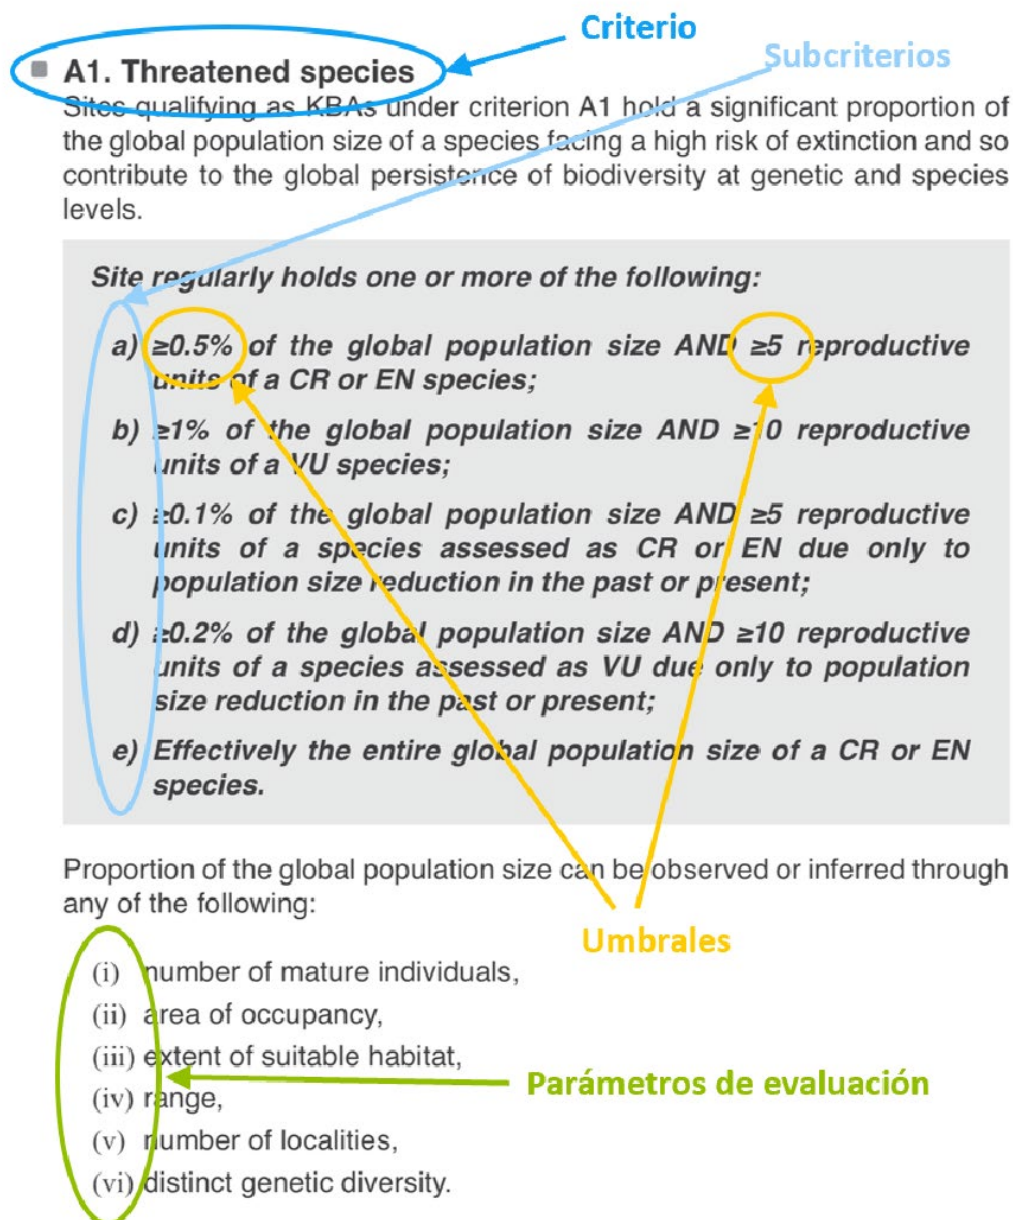 Criterio
Subcriterios
A1. Threatened species
Sites qualifying as KBAs under criterion A1 hold a significant proportion of
the global population size of a species facing a high risk of extinction and so
contribute to the global persistence of biodiversity at genetic and species
levels.
Site regularly holds one or more of the following:
a) ≥0.5% of the global population size AND ≥5 reproductive
units of a CR or EN species;
b) ≥1% of the global population size AND ≥10 reproductive
units of a VU species;
c) ≥0.1% of the global population size AND ≥5 reproductive
units of a species assessed as CR or EN due only to
population size reduction in the past or present;
d) ≥0.2% of the global population size AND ≥10 reproductive
units of a species assessed as VU due only to population
size reduction in the past or present;
e) Effectively the entire global population size of a CR or EN
species.
Proportion of the global population size can be observed or inferred through
any of the following:
Umbrales
(i) number of mature individuals,
(ii) area of occupancy,
(iii) extent of suitable habitat,
Parámetros de evaluación
(iv) range,
(v) number of localities,
(vi) distinct genetic diversity.